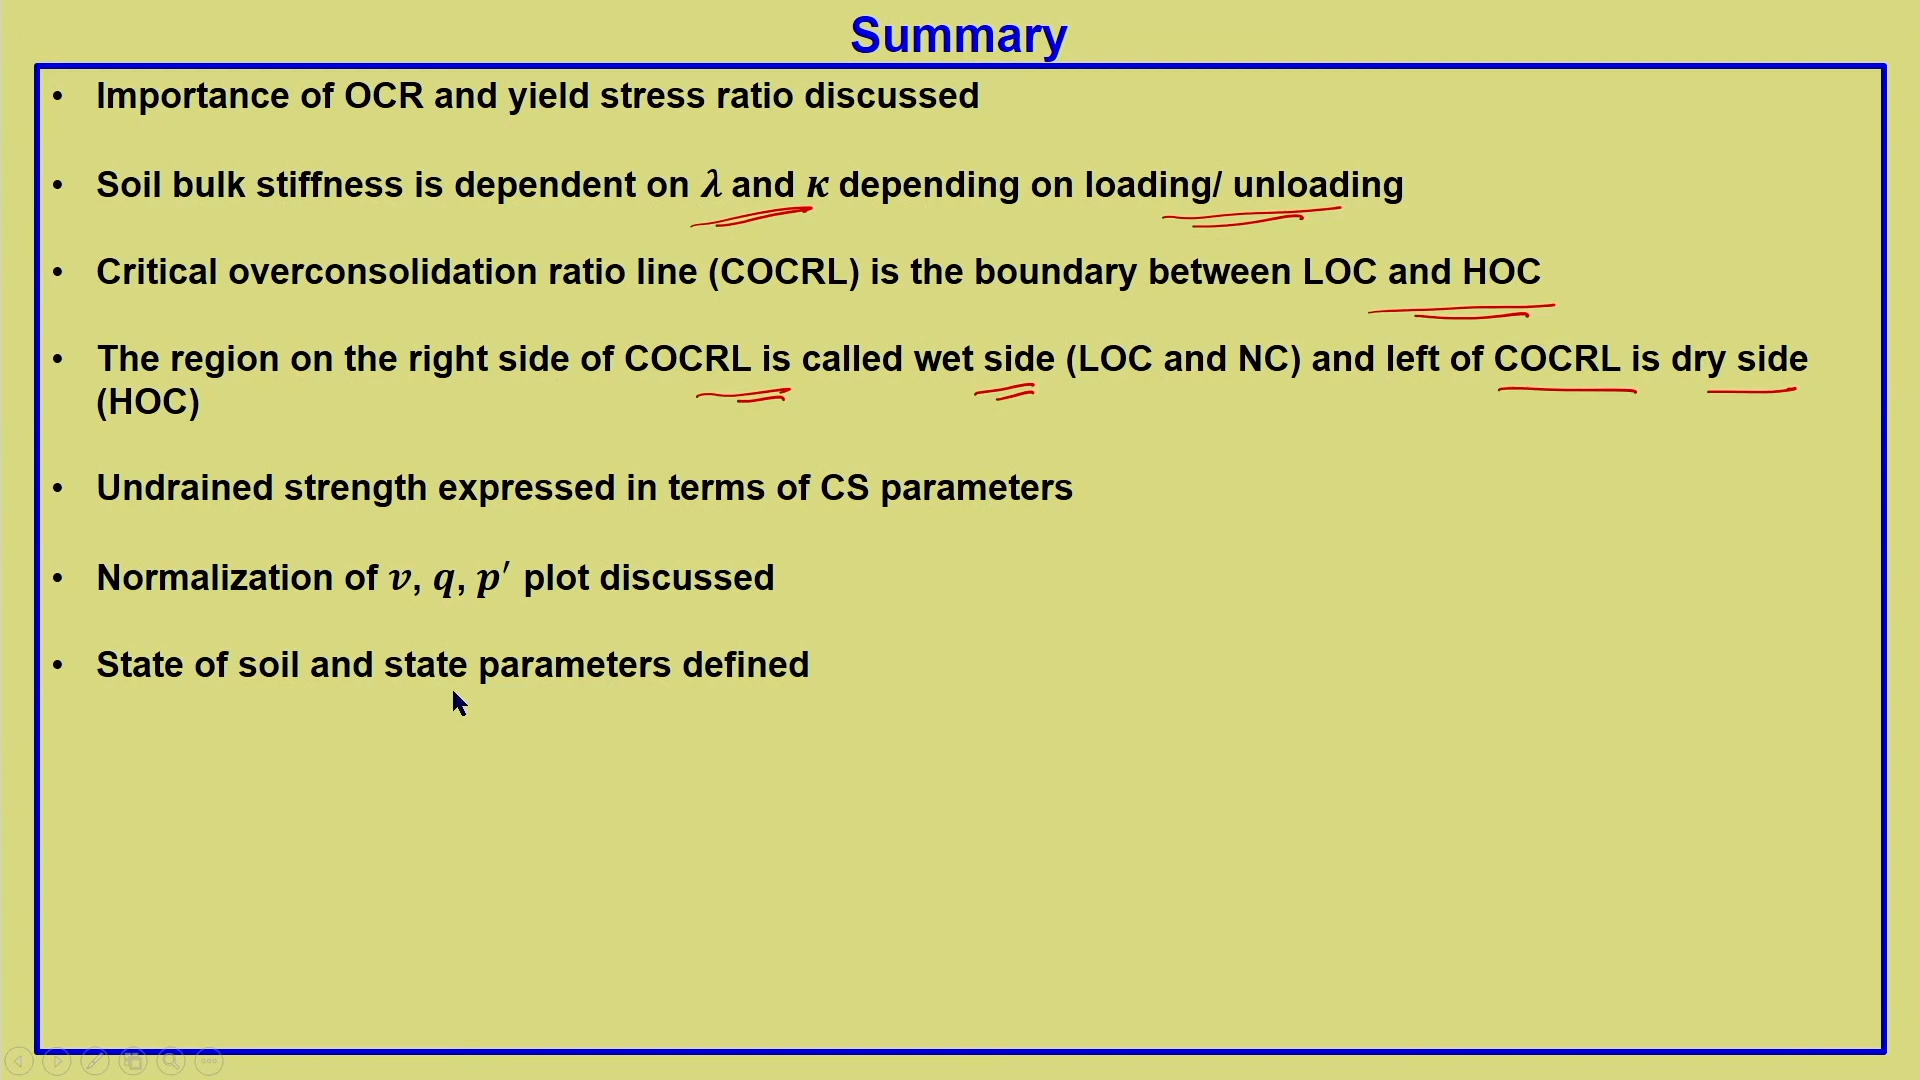 Summary
• Importance of OCR and yield stress ratio discussed
• Soil bulk stiffness is dependent on λ and κ depending on loading/ unloading
• Critical overconsolidation ratio line (COCRL) is the boundary between LOC and HOC
• The region on the right side of COCRL is called wet side (LOC and NC) and left of COCRL is dry side
(HOC)
• Undrained strength expressed in terms of CS parameters
• Normalization of v, q, p′ plot discussed
• State of soil and state parameters defined